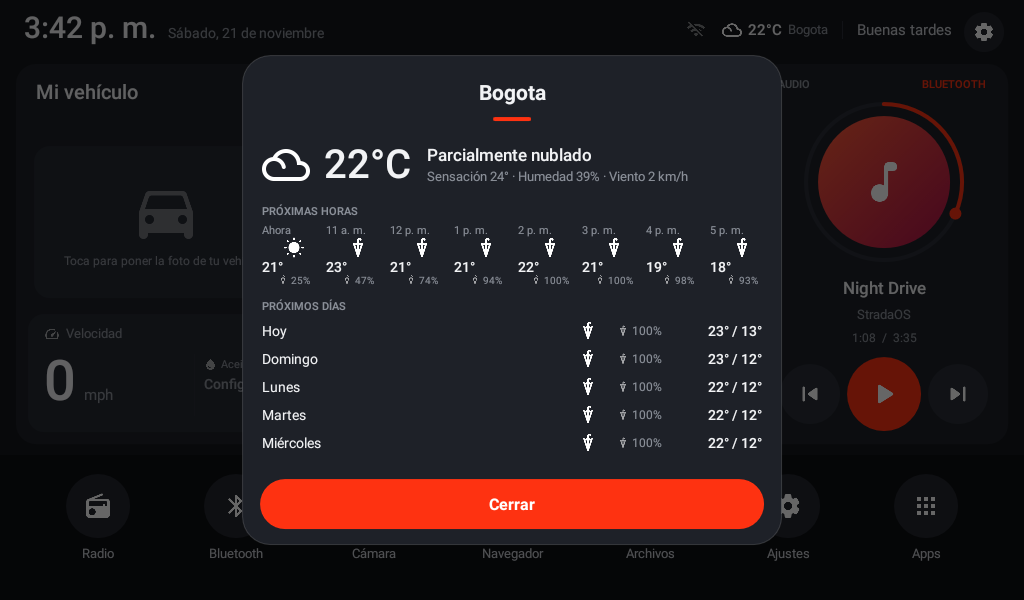 3:42 p. m. Sábado, 21 de noviembre
22°C Bogota
Buenas tardes
Mi vehículo
Toca para poner la foto de tu
Velocidad
0 mph
Config
BLUETOOTH
Night Drive
StradaOS
1:08 / 3:35
Bogota
22°C
Parcialmente nublado
Sensación 24° · Humedad 39% · Viento 2 km/h
PRÓXIMAS HORAS
Ahora 11 a. m. 12 p. m. 1 p. m. 2 p. m. 3 p. m. 4 p. m. 5 p. m.
21° 23° 21° 21° 22° 21° 19° 18°
25% 47% 74% 94% 100% 100% 98% 93%
PRÓXIMOS DÍAS
Hoy 100% 23° / 13°
Domingo 100% 23° / 12°
Lunes 100% 22° / 12°
Martes 100% 22° / 12°
Miércoles 100% 22° / 12°
Cerrar
Radio
Bluetooth
Cámara
Navegador
Archivos
Ajustes
Apps